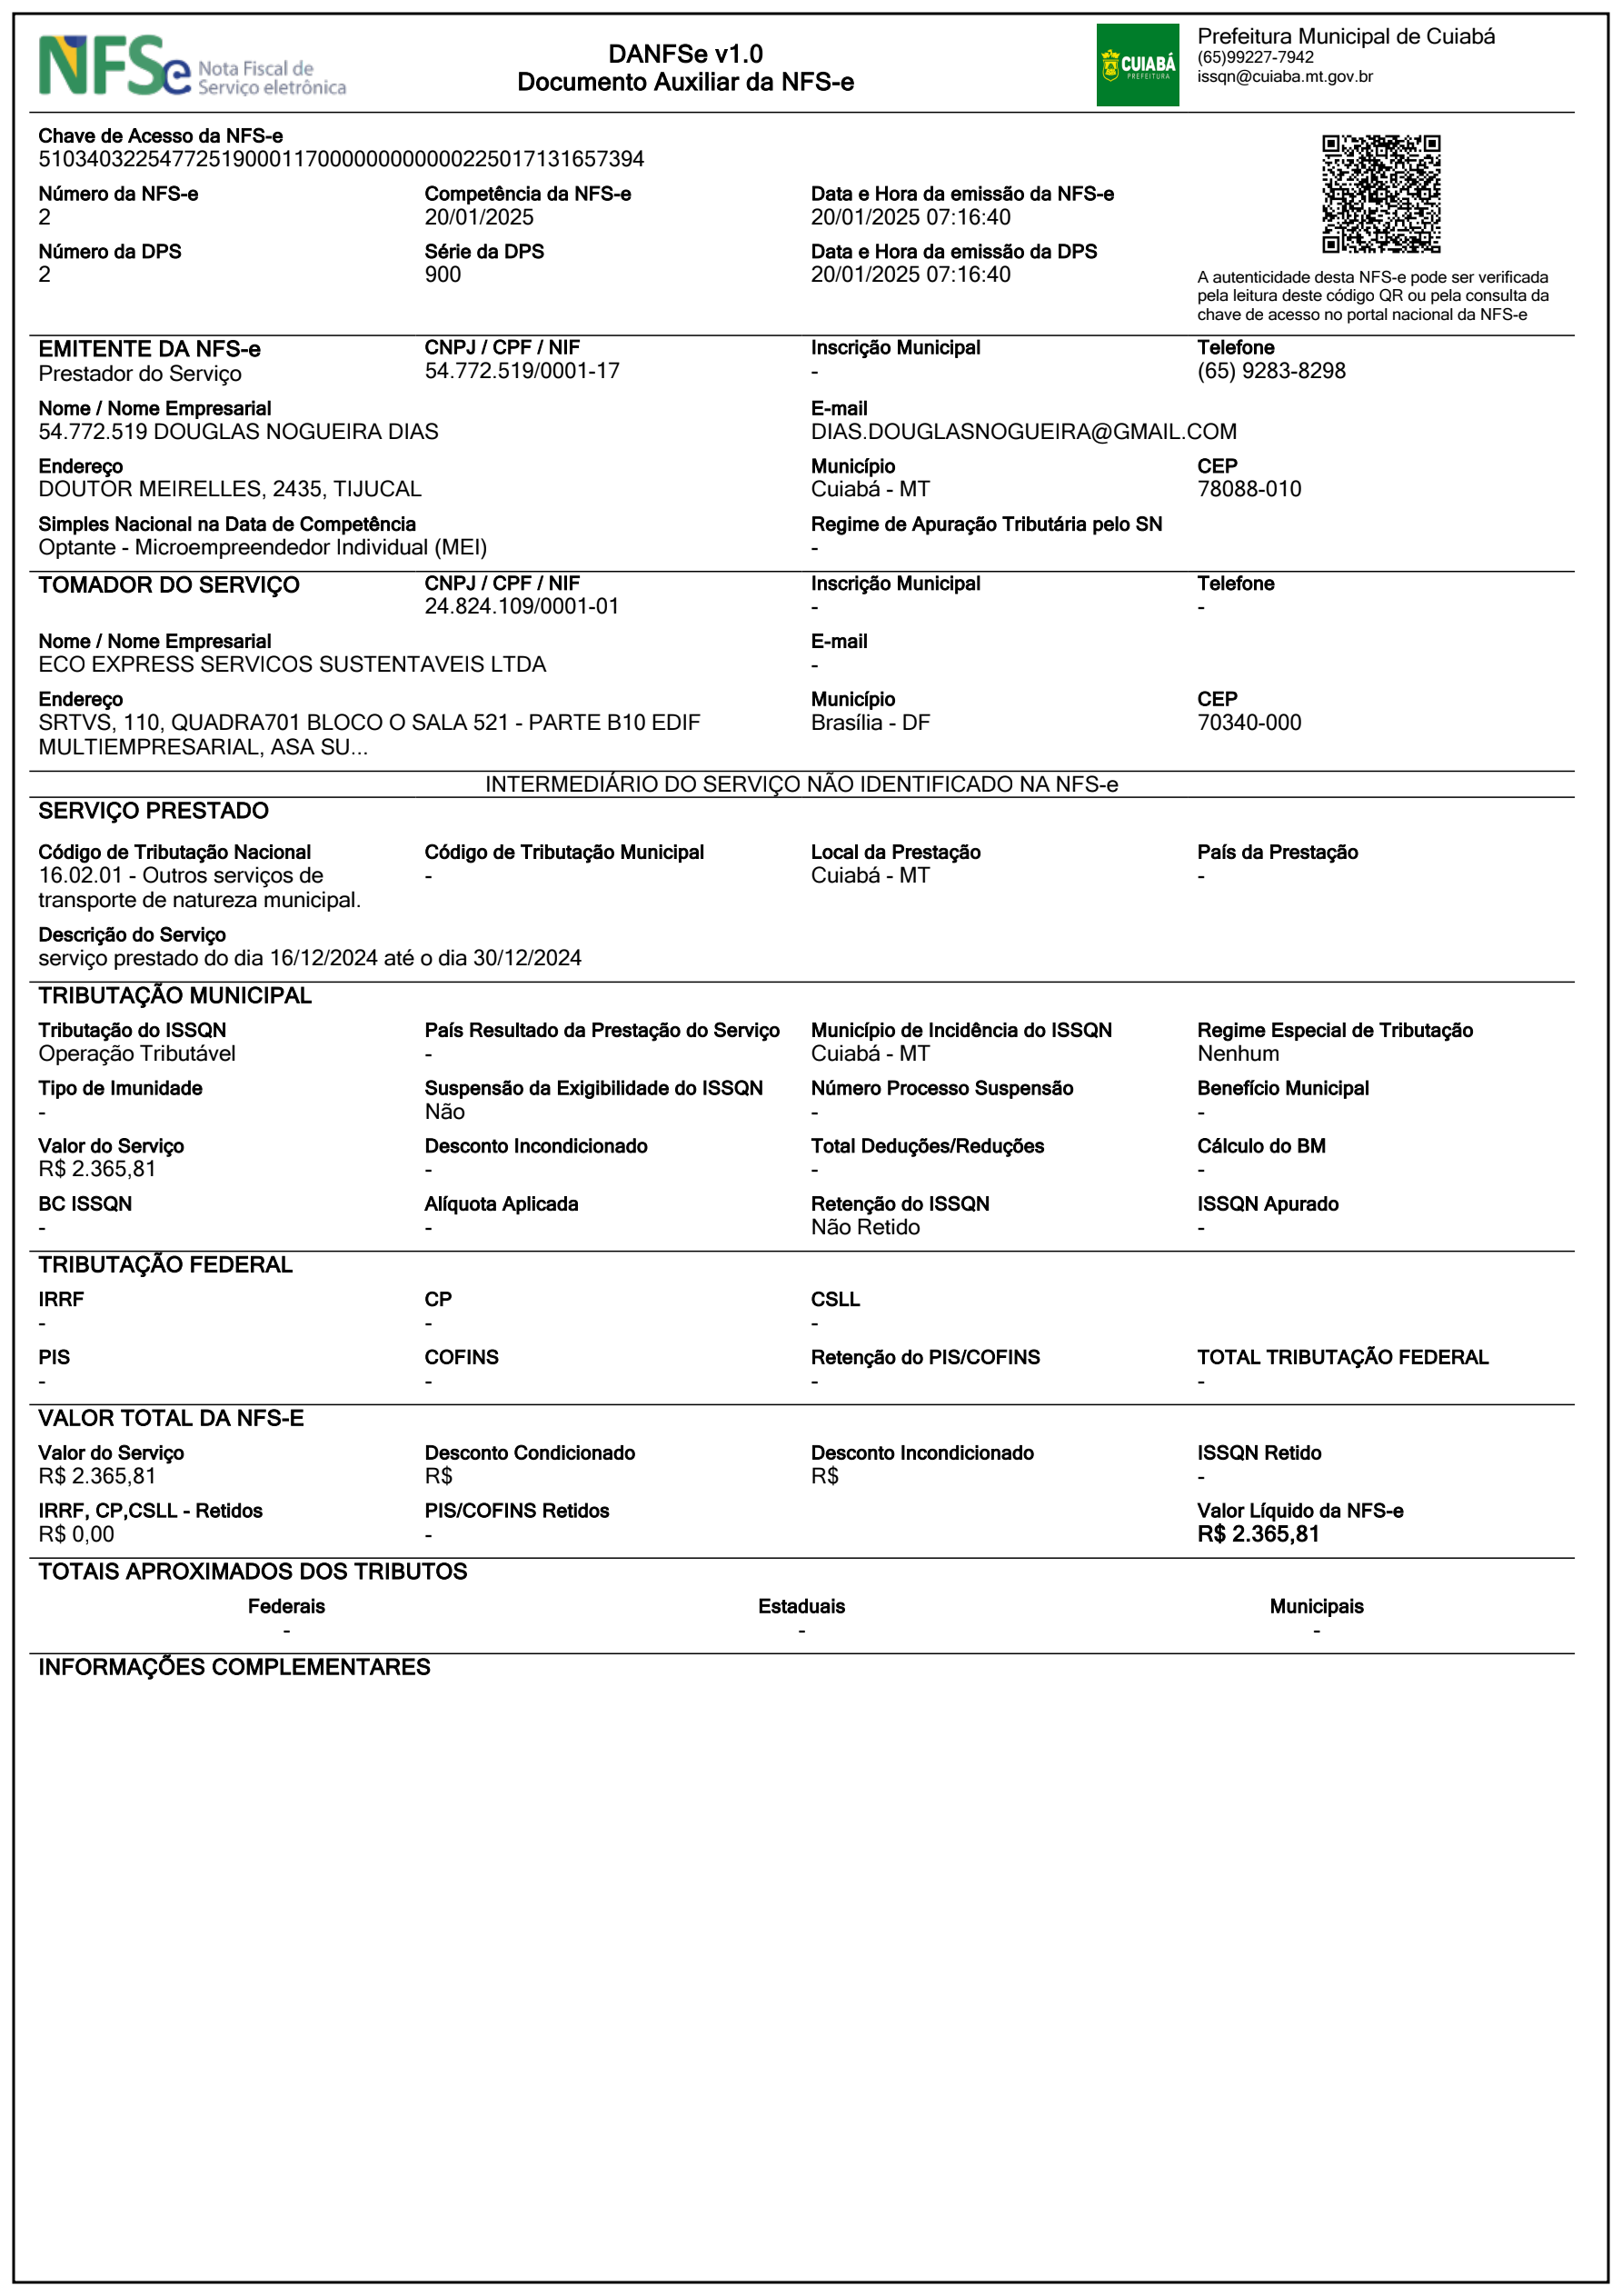 NFSe Nota Fiscal de
Serviço eletrônica
DANFSe v1.0
Documento Auxiliar da NFS-e
CUIABÁ
PREFEITURA
Prefeitura Municipal de Cuiabá
(65)99227-7942
issqn@cuiaba.mt.gov.br
Chave de Acesso da NFS-e
51034032254772519000117000000000000225017131657394
Número da NFS-e Competência da NFS-e Data e Hora da emissão da NFS-e
2 20/01/2025 20/01/2025 07:16:40
Número da DPS Série da DPS Data e Hora da emissão da DPS
2 900 20/01/2025 07:16:40
A autenticidade desta NFS-e pode ser verificada
pela leitura deste código QR ou pela consulta da
chave de acesso no portal nacional da NFS-e
EMITENTE DA NFS-e CNPJ / CPF / NIF Inscrição Municipal Telefone
Prestador do Serviço 54.772.519/0001-17 - (65) 9283-8298
Nome / Nome Empresarial E-mail
54.772.519 DOUGLAS NOGUEIRA DIAS DIAS.DOUGLASNOGUEIRA@GMAIL.COM
Endereço Município CEP
DOUTOR MEIRELLES, 2435, TIJUCAL Cuiabá - MT 78088-010
Simples Nacional na Data de Competência Regime de Apuração Tributária pelo SN
Optante - Microempreendedor Individual (MEI) -
TOMADOR DO SERVIÇO CNPJ / CPF / NIF Inscrição Municipal Telefone
24.824.109/0001-01 - -
Nome / Nome Empresarial E-mail
ECO EXPRESS SERVICOS SUSTENTAVEIS LTDA -
Endereço Município CEP
SRTVS, 110, QUADRA701 BLOCO O SALA 521 - PARTE B10 EDIF Brasília - DF 70340-000
MULTIEMPRESARIAL, ASA SU...
INTERMEDIÁRIO DO SERVIÇO NÃO IDENTIFICADO NA NFS-e
SERVIÇO PRESTADO
Código de Tributação Nacional Código de Tributação Municipal Local da Prestação País da Prestação
16.02.01 - Outros serviços de - Cuiabá - MT -
transporte de natureza municipal.
Descrição do Serviço
serviço prestado do dia 16/12/2024 até o dia 30/12/2024
TRIBUTAÇÃO MUNICIPAL
Tributação do ISSQN País Resultado da Prestação do Serviço Município de Incidência do ISSQN Regime Especial de Tributação
Operação Tributável - Cuiabá - MT Nenhum
Tipo de Imunidade Suspensão da Exigibilidade do ISSQN Número Processo Suspensão Benefício Municipal
- Não - -
Valor do Serviço Desconto Incondicionado Total Deduções/Reduções Cálculo do BM
R$ 2.365,81 - - -
BC ISSQN Alíquota Aplicada Retenção do ISSQN ISSQN Apurado
- - Não Retido -
TRIBUTAÇÃO FEDERAL
IRRF CP CSLL
- - -
PIS COFINS Retenção do PIS/COFINS TOTAL TRIBUTAÇÃO FEDERAL
- - - -
VALOR TOTAL DA NFS-E
Valor do Serviço Desconto Condicionado Desconto Incondicionado ISSQN Retido
R$ 2.365,81 R$ R$ -
IRRF, CP,CSLL - Retidos PIS/COFINS Retidos Valor Líquido da NFS-e
R$ 0,00 - R$ 2.365,81
TOTAIS APROXIMADOS DOS TRIBUTOS
Federais Estaduais Municipais
- - -
INFORMAÇÕES COMPLEMENTARES